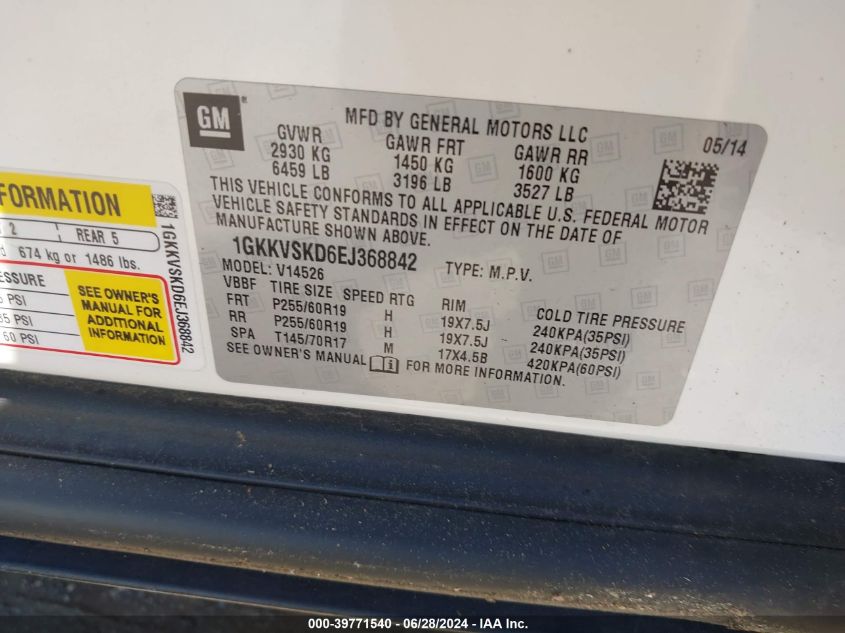 GM
MFD BY GENERAL MOTORS LLC
05/14
GVWR GAWR FRT GAWR RR
2930 KG 1450 KG 1600 KG
6459 LB 3196 LB 3527 LB
THIS VEHICLE CONFORMS TO ALL APPLICABLE U.S. FEDERAL MOTOR
VEHICLE SAFETY STANDARDS IN EFFECT ON THE DATE OF
MANUFACTURE SHOWN ABOVE.
1GKKVSKD6EJ368842
MODEL: V14526 TYPE: M.P.V.
VBBF TIRE SIZE SPEED RTG RIM COLD TIRE PRESSURE
FRT P255/60R19 H 19X7.5J 240KPA(35PSI)
RR P255/60R19 H 19X7.5J 240KPA(35PSI)
SPA T145/70R17 M 17X4.5B 420KPA(60PSI)
SEE OWNER'S MANUAL FOR MORE INFORMATION.
FORMATION
2 REAR 5
674 kg or 1486 lbs.
SSURE
PSI
35 PSI
60 PSI
SEE OWNER'S
MANUAL FOR
ADDITIONAL
INFORMATION
1GKKVSKD6EJ368842
000-39771540 - 06/28/2024 - IAA Inc.